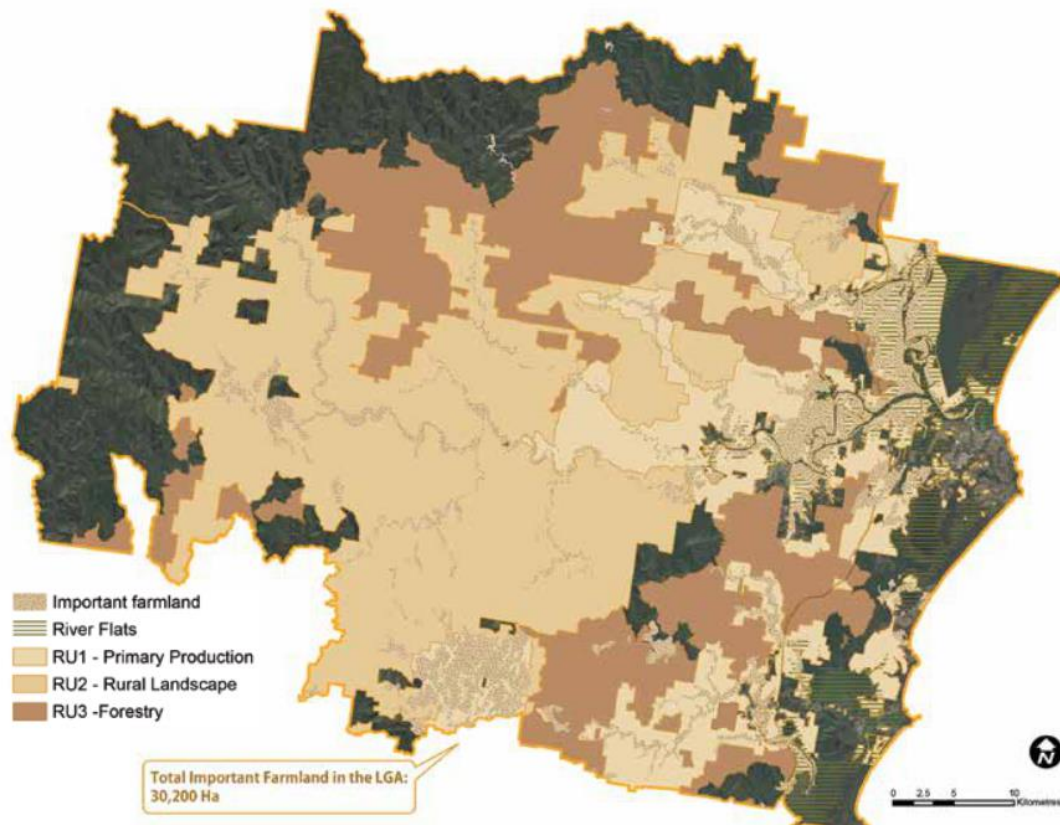 Important farmland
River Flats
RU1 - Primary Production
RU2 - Rural Landscape
RU3 -Forestry
Total Important Farmland in the LGA:
30,200 Ha
N
0 2.5 5 10
Kilometres